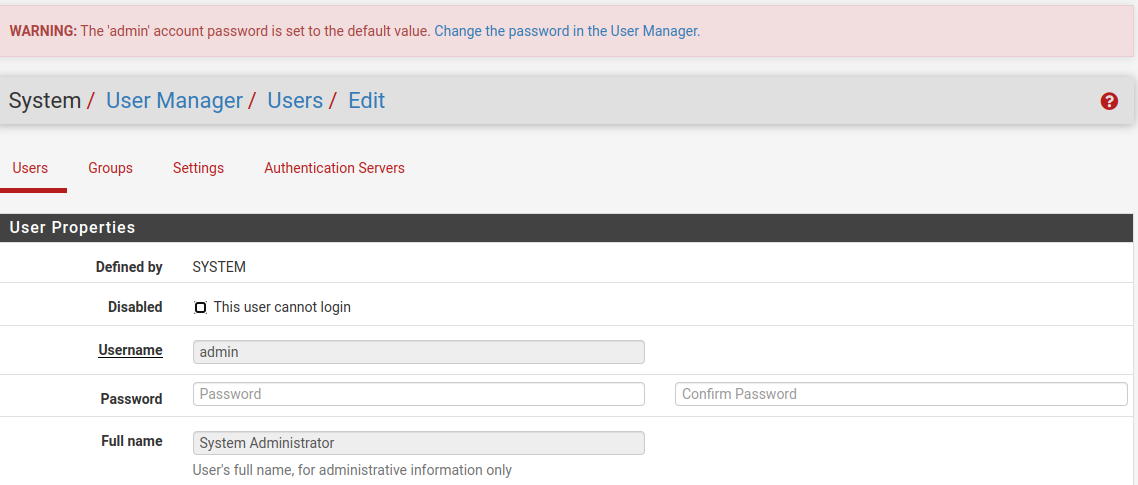 WARNING: The 'admin' account password is set to the default value. Change the password in the User Manager.
System / User Manager / Users / Edit
Users Groups Settings Authentication Servers
User Properties
Defined by SYSTEM
Disabled This user cannot login
Username admin
Password Password Confirm Password
Full name System Administrator
User's full name, for administrative information only